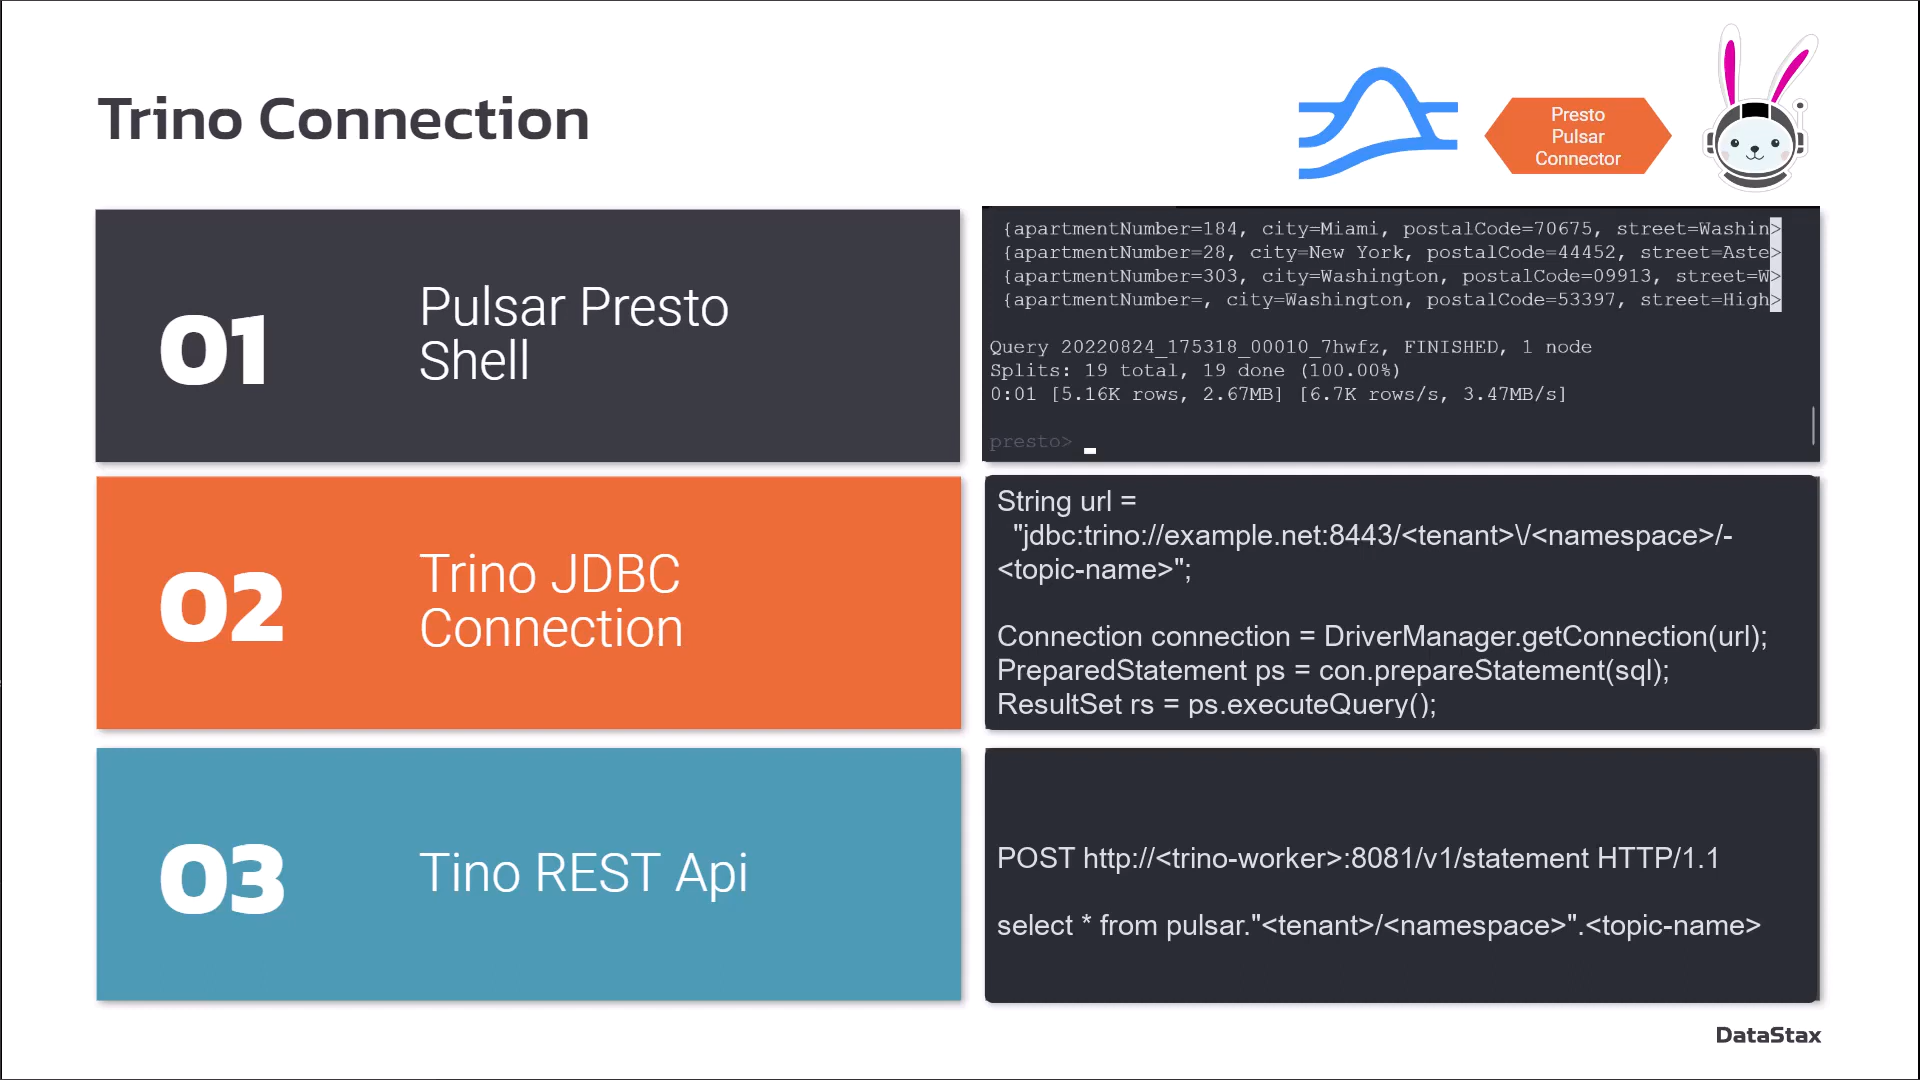 Trino Connection
Presto
Pulsar
Connector
01
Pulsar Presto
Shell
{apartmentNumber=184, city=Miami, postalCode=70675, street=Washin>
{apartmentNumber=28, city=New York, postalCode=44452, street=Aste>
{apartmentNumber=303, city=Washington, postalCode=09913, street=W>
{apartmentNumber=, city=Washington, postalCode=53397, street=High>
Query 20220824_175318_00010_7hwfz, FINISHED, 1 node
Splits: 19 total, 19 done (100.00%)
0:01 [5.16K rows, 2.67MB] [6.7K rows/s, 3.47MB/s]
presto>
02
Trino JDBC
Connection
String url =
"jdbc:trino://example.net:8443/<tenant>\/<namespace>/-
<topic-name>";
Connection connection = DriverManager.getConnection(url);
PreparedStatement ps = con.prepareStatement(sql);
ResultSet rs = ps.executeQuery();
03
Tino REST Api
POST http://<trino-worker>:8081/v1/statement HTTP/1.1
select * from pulsar."<tenant>/<namespace>".<topic-name>
DataStax